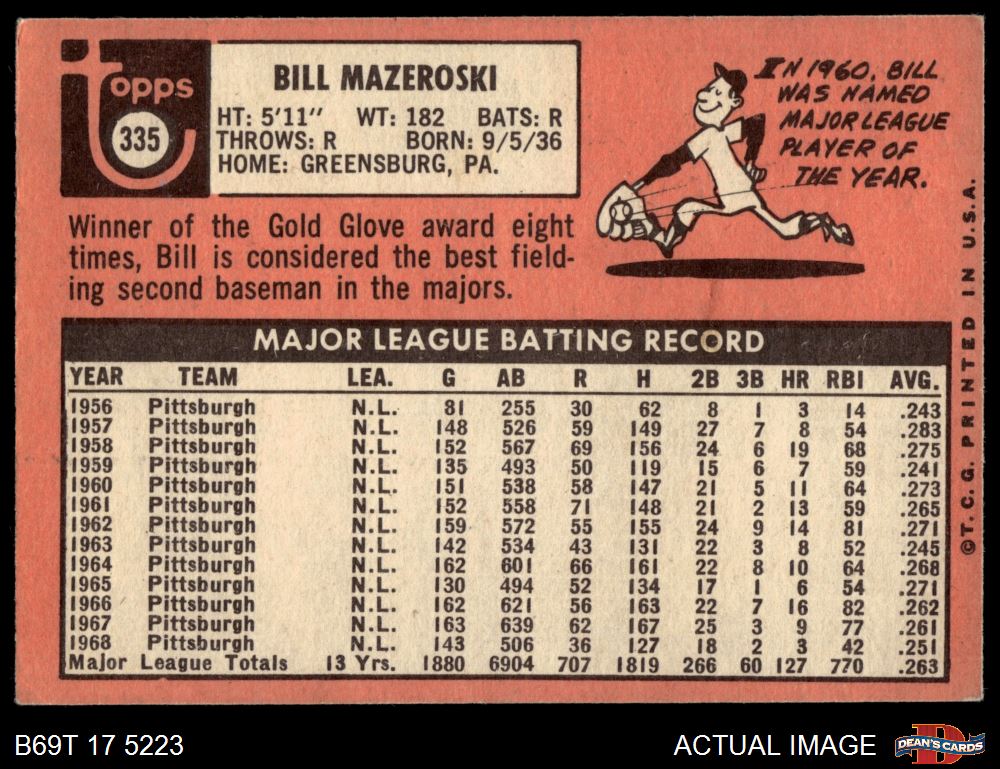 Topps
335
BILL MAZEROSKI
HT: 5'11" WT: 182 BATS: R
THROWS: R BORN: 9/5/36
HOME: GREENSBURG, PA.
IN 1960, BILL
WAS NAMED
MAJOR LEAGUE
PLAYER OF
THE YEAR.
Winner of the Gold Glove award eight
times, Bill is considered the best field-
ing second baseman in the majors.
MAJOR LEAGUE BATTING RECORD
YEAR TEAM LEA. G AB R H 2B 3B HR RBI AVG.
1956 Pittsburgh N.L. 81 255 30 62 8 1 3 14 .243
1957 Pittsburgh N.L. 148 526 59 149 27 7 8 54 .283
1958 Pittsburgh N.L. 152 567 69 156 24 6 19 68 .275
1959 Pittsburgh N.L. 135 493 50 119 15 6 7 59 .241
1960 Pittsburgh N.L. 151 538 58 147 21 5 11 64 .273
1961 Pittsburgh N.L. 152 558 71 148 21 2 13 59 .265
1962 Pittsburgh N.L. 159 572 55 155 24 9 14 81 .271
1963 Pittsburgh N.L. 142 534 43 131 22 3 8 52 .245
1964 Pittsburgh N.L. 162 601 66 161 22 8 10 64 .268
1965 Pittsburgh N.L. 130 494 52 134 17 1 6 54 .271
1966 Pittsburgh N.L. 162 621 56 163 22 7 16 82 .262
1967 Pittsburgh N.L. 163 639 62 167 25 3 9 77 .261
1968 Pittsburgh N.L. 143 506 36 127 18 2 3 42 .251
Major League Totals 13 Yrs. 1880 6904 707 1819 266 60 127 770 .263
©T.C.G. PRINTED IN U.S.A.
B69T 17 5223
ACTUAL IMAGE
D
DEAN'S CARDS